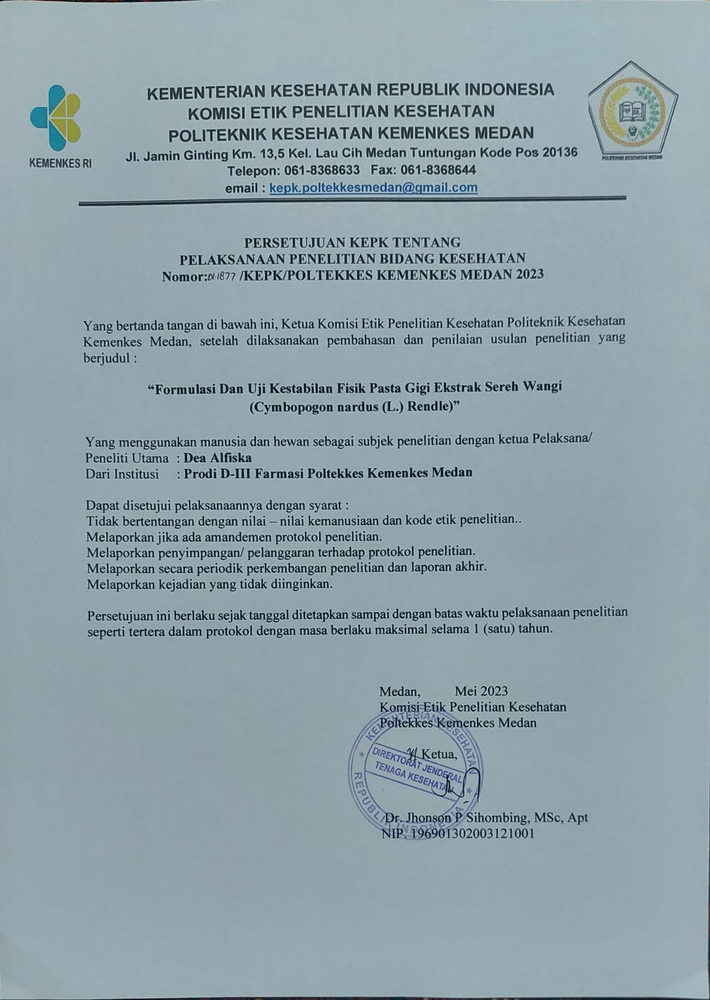 KEMENTERIAN KESEHATAN REPUBLIK INDONESIA
KOMISI ETIK PENELITIAN KESEHATAN
POLITEKNIK KESEHATAN KEMENKES MEDAN
Jl. Jamin Ginting Km. 13,5 Kel. Lau Cih Medan Tuntungan Kode Pos 20136
Telepon: 061-8368633 Fax: 061-8368644
email : kepk.poltekkesmedan@gmail.com
KEMENKES RI
POLITEKNIK KESEHATAN MEDAN
PERSETUJUAN KEPK TENTANG
PELAKSANAAN PENELITIAN BIDANG KESEHATAN
Nomor:01.1877 /KEPK/POLTEKKES KEMENKES MEDAN 2023
Yang bertanda tangan di bawah ini, Ketua Komisi Etik Penelitian Kesehatan Politeknik Kesehatan
Kemenkes Medan, setelah dilaksanakan pembahasan dan penilaian usulan penelitian yang
berjudul :
“Formulasi Dan Uji Kestabilan Fisik Pasta Gigi Ekstrak Sereh Wangi
(Cymbopogon nardus (L.) Rendle)”
Yang menggunakan manusia dan hewan sebagai subjek penelitian dengan ketua Pelaksana/
Peneliti Utama : Dea Alfiska
Dari Institusi : Prodi D-III Farmasi Poltekkes Kemenkes Medan
Dapat disetujui pelaksanaannya dengan syarat :
Tidak bertentangan dengan nilai – nilai kemanusiaan dan kode etik penelitian..
Melaporkan jika ada amandemen protokol penelitian.
Melaporkan penyimpangan/ pelanggaran terhadap protokol penelitian.
Melaporkan secara periodik perkembangan penelitian dan laporan akhir.
Melaporkan kejadian yang tidak diinginkan.
Persetujuan ini berlaku sejak tanggal ditetapkan sampai dengan batas waktu pelaksanaan penelitian
seperti tertera dalam protokol dengan masa berlaku maksimal selama 1 (satu) tahun.
Medan, Mei 2023
Komisi Etik Penelitian Kesehatan
Poltekkes Kemenkes Medan
Ketua,
KEMENTERIAN KESEHATAN
DIREKTORAT JENDERAL
TENAGA KESEHATAN
REPUBLIK INDONESIA
Dr. Jhonson P Sihombing, MSc, Apt
NIP. 196901302003121001